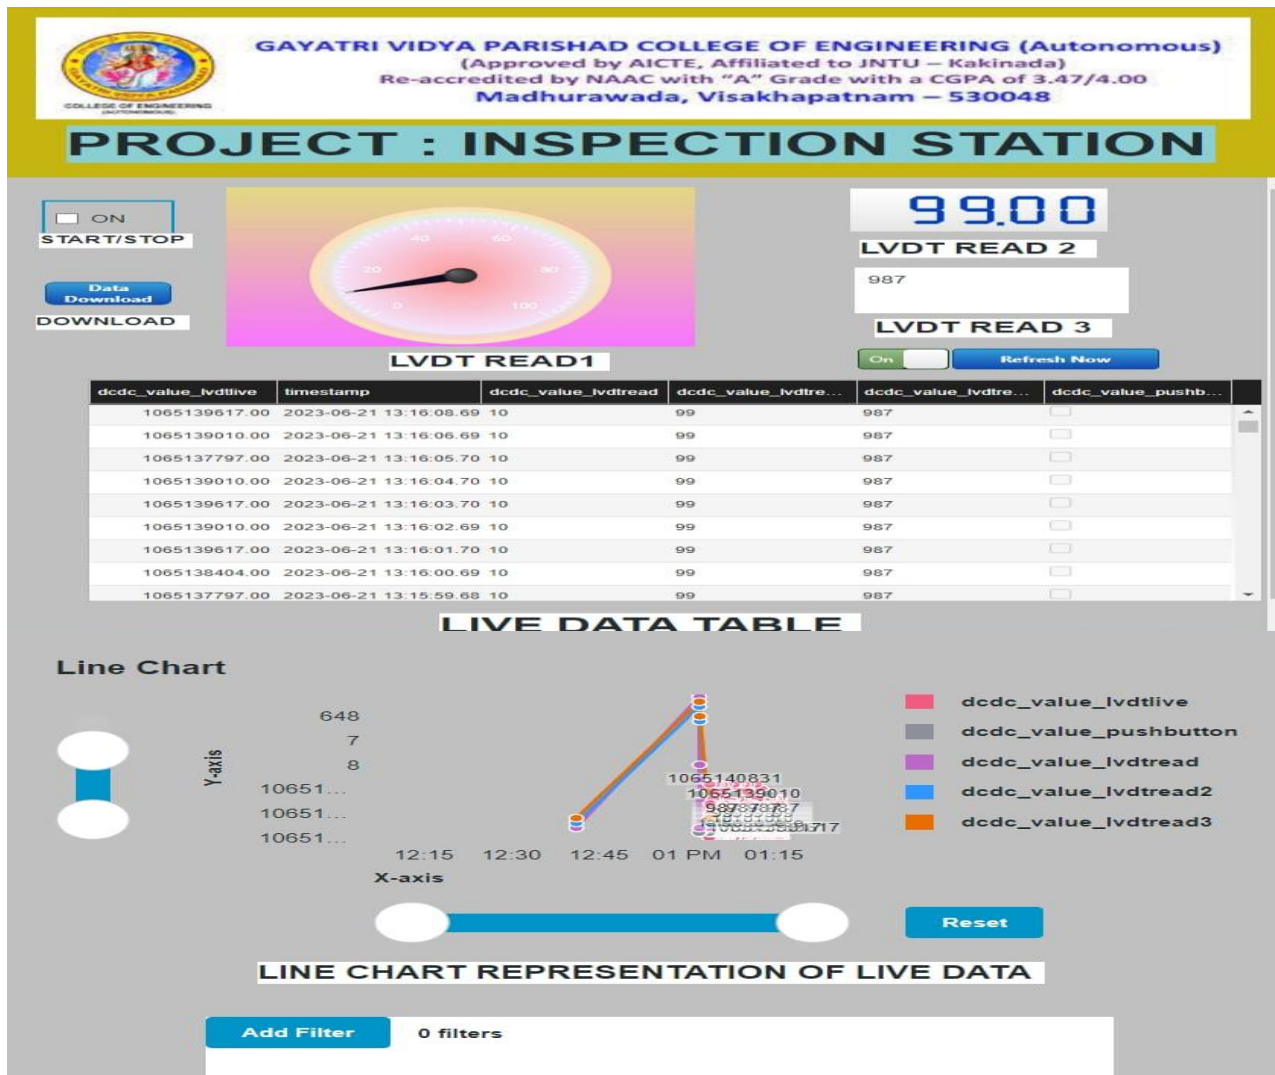 GAYATRI VIDYA PARISHAD COLLEGE OF ENGINEERING (Autonomous)
(Approved by AICTE, Affiliated to JNTU – Kakinada)
Re-accredited by NAAC with “A” Grade with a CGPA of 3.47/4.00
Madhurawada, Visakhapatnam – 530048
COLLEGE OF ENGINEERING
(AUTONOMOUS)
PROJECT : INSPECTION STATION
ON
START/STOP
Data
Download
DOWNLOAD
0 20 40 60 80 100
LVDT READ1
99.00
LVDT READ 2
987
LVDT READ 3
On Refresh Now
dcdc_value_lvdtlive timestamp dcdc_value_lvdtread dcdc_value_lvdtre... dcdc_value_lvdtre... dcdc_value_pushb...
1065139617.00 2023-06-21 13:16:08.69 10 99 987
1065139010.00 2023-06-21 13:16:06.69 10 99 987
1065137797.00 2023-06-21 13:16:05.70 10 99 987
1065139010.00 2023-06-21 13:16:04.70 10 99 987
1065139617.00 2023-06-21 13:16:03.70 10 99 987
1065139010.00 2023-06-21 13:16:02.69 10 99 987
1065139617.00 2023-06-21 13:16:01.70 10 99 987
1065138404.00 2023-06-21 13:16:00.69 10 99 987
1065137797.00 2023-06-21 13:15:59.68 10 99 987
LIVE DATA TABLE
Line Chart
Y-axis
648
7
8
10651...
10651...
10651...
1065140831
1065139010
12:15 12:30 12:45 01 PM 01:15
X-axis
dcdc_value_lvdtlive
dcdc_value_pushbutton
dcdc_value_lvdtread
dcdc_value_lvdtread2
dcdc_value_lvdtread3
Reset
LINE CHART REPRESENTATION OF LIVE DATA
Add Filter 0 filters